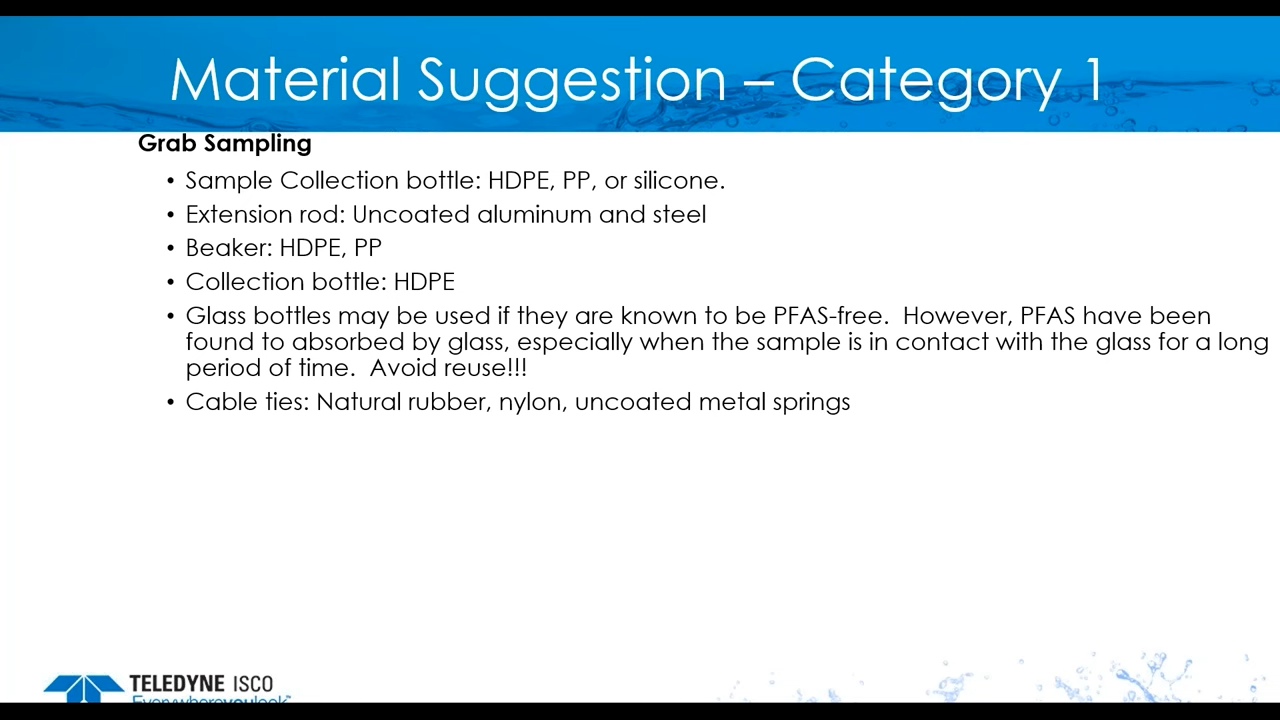 Material Suggestion – Category 1
Grab Sampling
• Sample Collection bottle: HDPE, PP, or silicone.
• Extension rod: Uncoated aluminum and steel
• Beaker: HDPE, PP
• Collection bottle: HDPE
• Glass bottles may be used if they are known to be PFAS-free.  However, PFAS have been
found to absorbed by glass, especially when the sample is in contact with the glass for a long
period of time.  Avoid reuse!!!
• Cable ties: Natural rubber, nylon, uncoated metal springs
TELEDYNE ISCO
Everywhereyoulook™